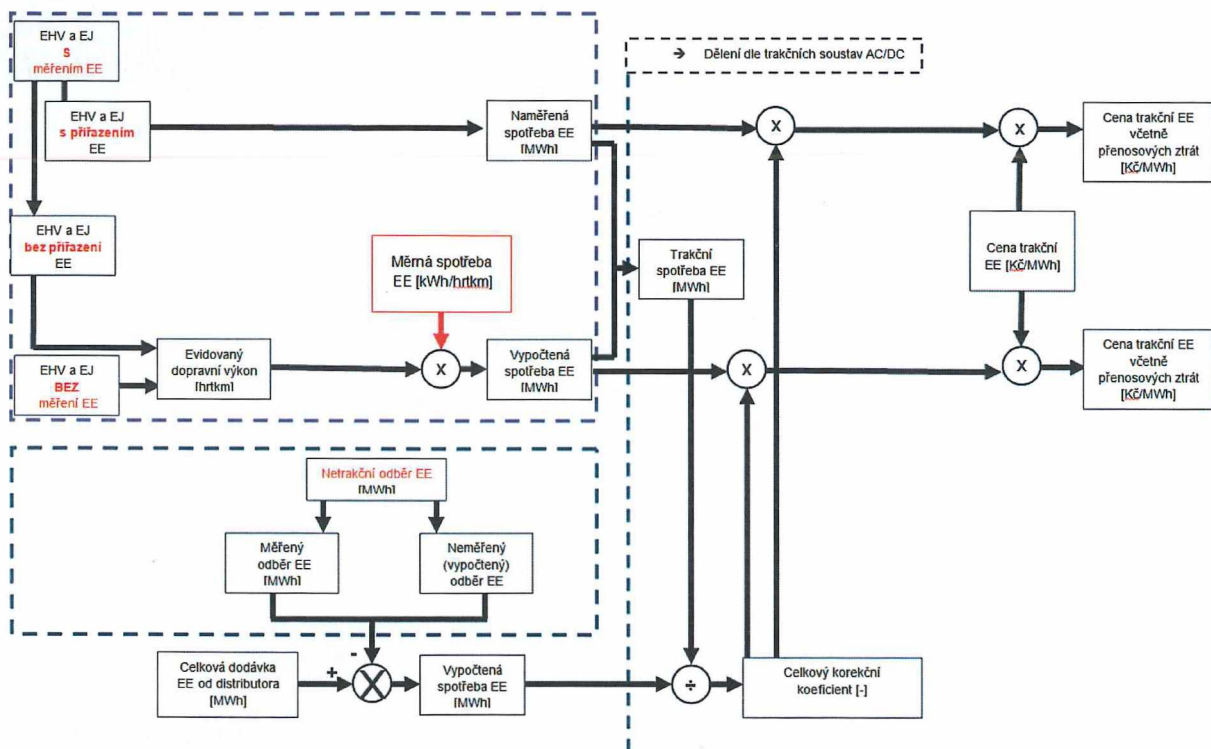 EHV a EJ
S
měřením EE
→ Dělení dle trakčních soustav AC/DC
EHV a EJ
s přiřazením
EE
Naměřená
spotřeba EE
[MWh]
X
X
Cena trakční EE
včetně
přenosových ztrát
[Kč/MWh]
EHV a EJ
bez přiřazení
EE
Měrná spotřeba
EE [kWh/hrtkm]
Trakční
spotřeba EE
[MWh]
Cena trakční
EE [Kč/MWh]
EHV a EJ
BEZ
měření EE
Evidovaný
dopravní výkon
[hrtkm]
X
Vypočtená
spotřeba EE
[MWh]
X
X
Cena trakční EE
včetně
přenosových ztrát
[Kč/MWh]
Netrakční odběr EE
[MWh]
Měřený
odběr EE
[MWh]
Neměřený
(vypočtený)
odběr EE
Celková dodávka
EE od distributora
[MWh]
+
-
Vypočtená
spotřeba EE
[MWh]
÷
Celkový korekční
koeficient [-]